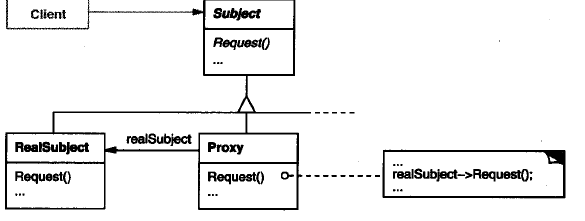 Client
Subject
Request()
...
realSubject
RealSubject
Request()
...
Proxy
Request()
...
...
realSubject–>Request();
...